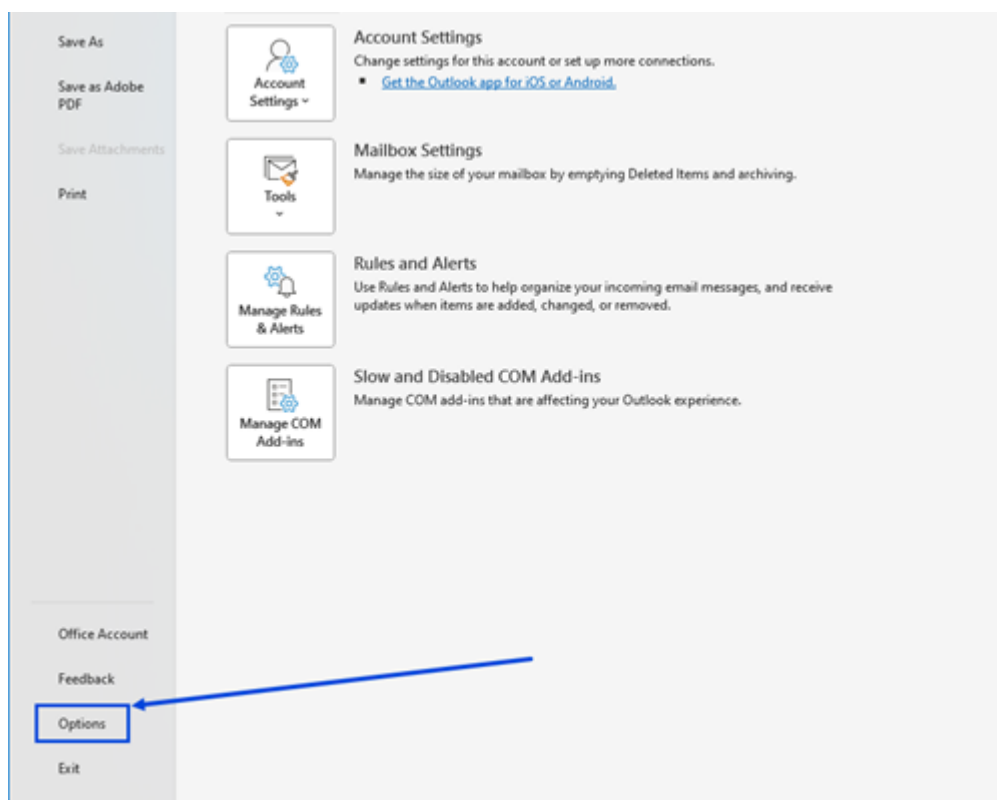 Save As
Save as Adobe
PDF
Save Attachments
Print
Office Account
Feedback
Options
Exit
Account
Settings
Account Settings
Change settings for this account or set up more connections.
Get the Outlook app for iOS or Android.
Tools
Mailbox Settings
Manage the size of your mailbox by emptying Deleted Items and archiving.
Manage Rules
& Alerts
Rules and Alerts
Use Rules and Alerts to help organize your incoming email messages, and receive
updates when items are added, changed, or removed.
Manage COM
Add-ins
Slow and Disabled COM Add-ins
Manage COM add-ins that are affecting your Outlook experience.